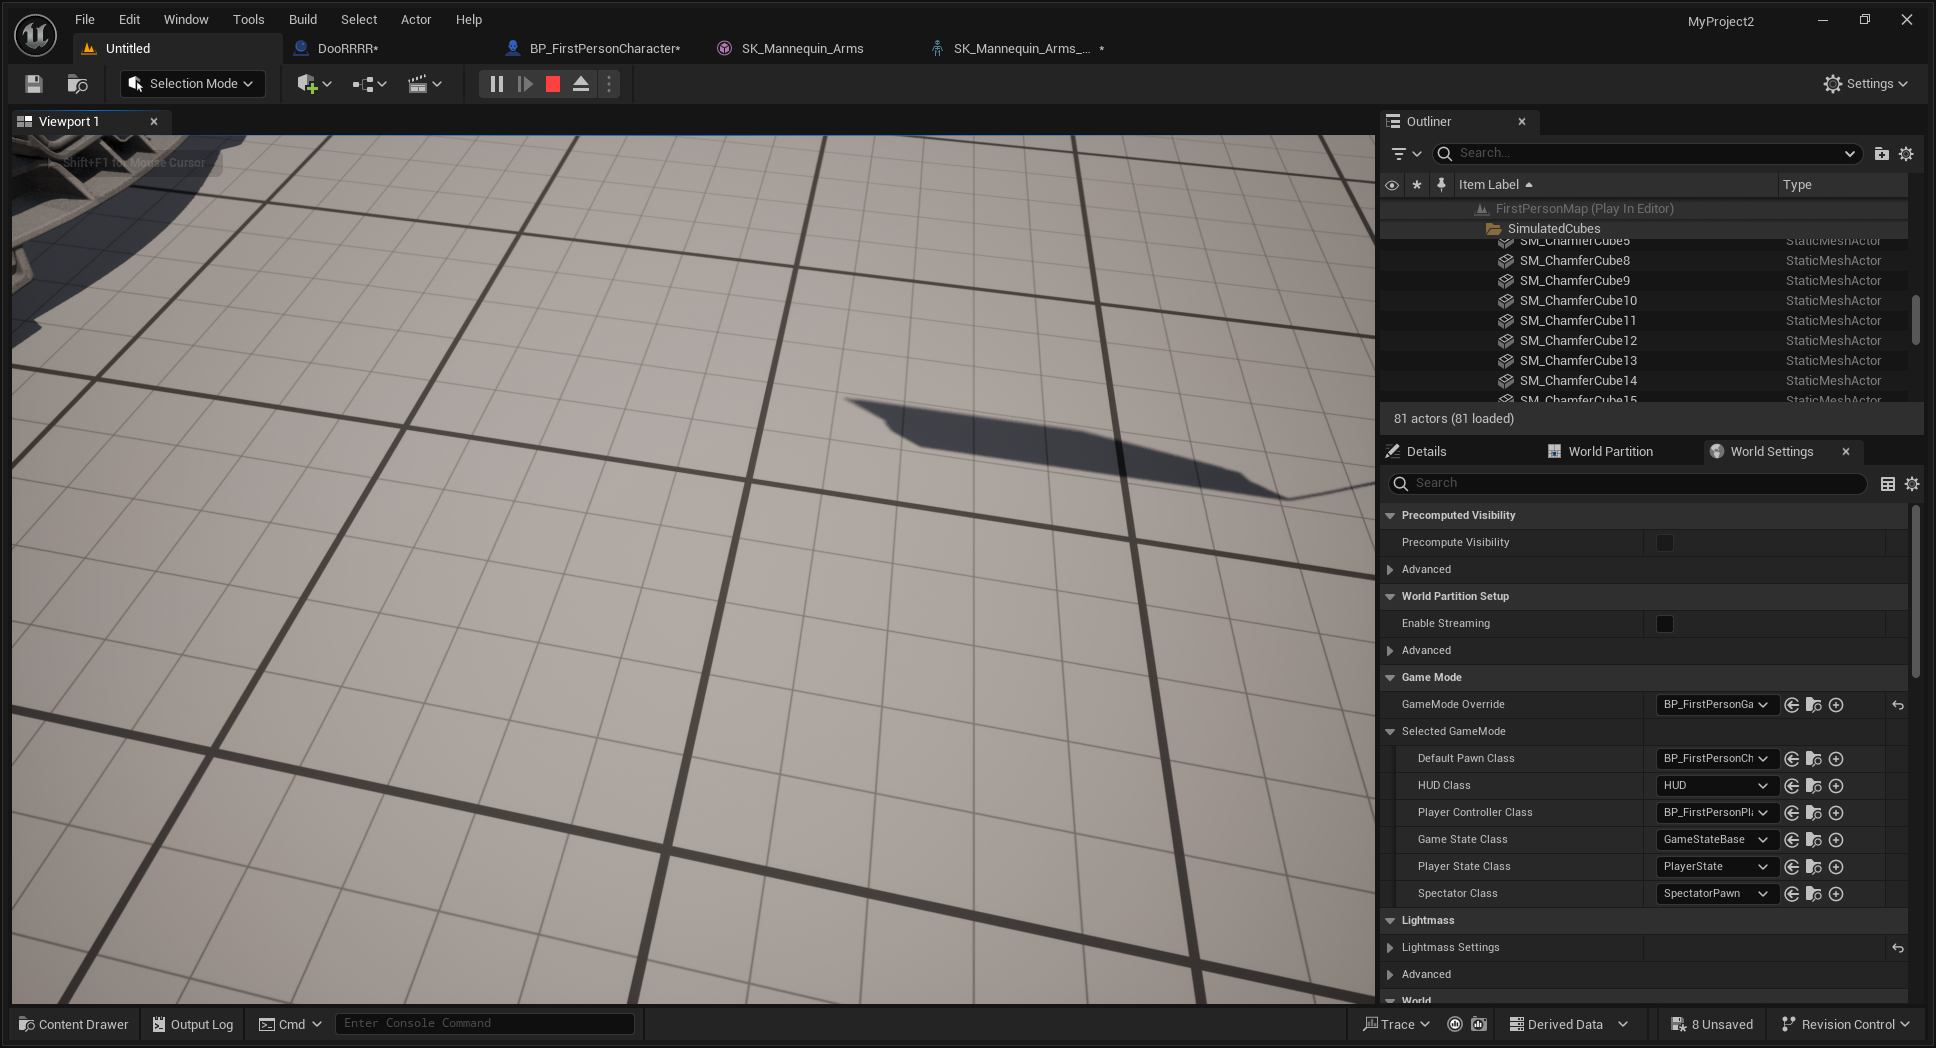 File Edit Window Tools Build Select Actor Help
MyProject2
Untitled
DooRRRR*
BP_FirstPersonCharacter*
SK_Mannequin_Arms
SK_Mannequin_Arms_... *
Selection Mode
Settings
Viewport 1
Shift+F1 for Mouse Cursor
Outliner
Search...
Item Label Type
FirstPersonMap (Play In Editor)
SimulatedCubes
SM_ChamferCube5 StaticMeshActor
SM_ChamferCube8 StaticMeshActor
SM_ChamferCube9 StaticMeshActor
SM_ChamferCube10 StaticMeshActor
SM_ChamferCube11 StaticMeshActor
SM_ChamferCube12 StaticMeshActor
SM_ChamferCube13 StaticMeshActor
SM_ChamferCube14 StaticMeshActor
SM_ChamferCube15 StaticMeshActor
81 actors (81 loaded)
Details
World Partition
World Settings
Search
Precomputed Visibility
Precompute Visibility
Advanced
World Partition Setup
Enable Streaming
Advanced
Game Mode
GameMode Override BP_FirstPersonGa
Selected GameMode
Default Pawn Class BP_FirstPersonCh
HUD Class HUD
Player Controller Class BP_FirstPersonPla
Game State Class GameStateBase
Player State Class PlayerState
Spectator Class SpectatorPawn
Lightmass
Lightmass Settings
Advanced
World
Content Drawer
Output Log
Cmd
Enter Console Command
Trace
Derived Data
8 Unsaved
Revision Control